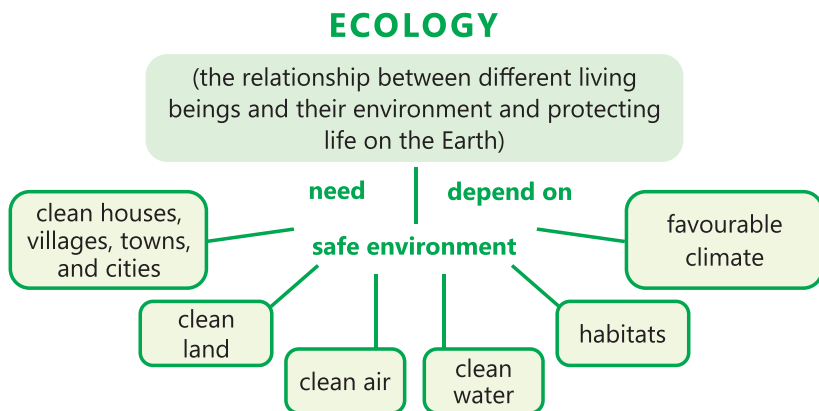 ECOLOGY
(the relationship between different living
beings and their environment and protecting
life on the Earth)
need
depend on
safe environment
clean houses,
villages, towns,
and cities
favourable
climate
clean
land
habitats
clean air
clean
water